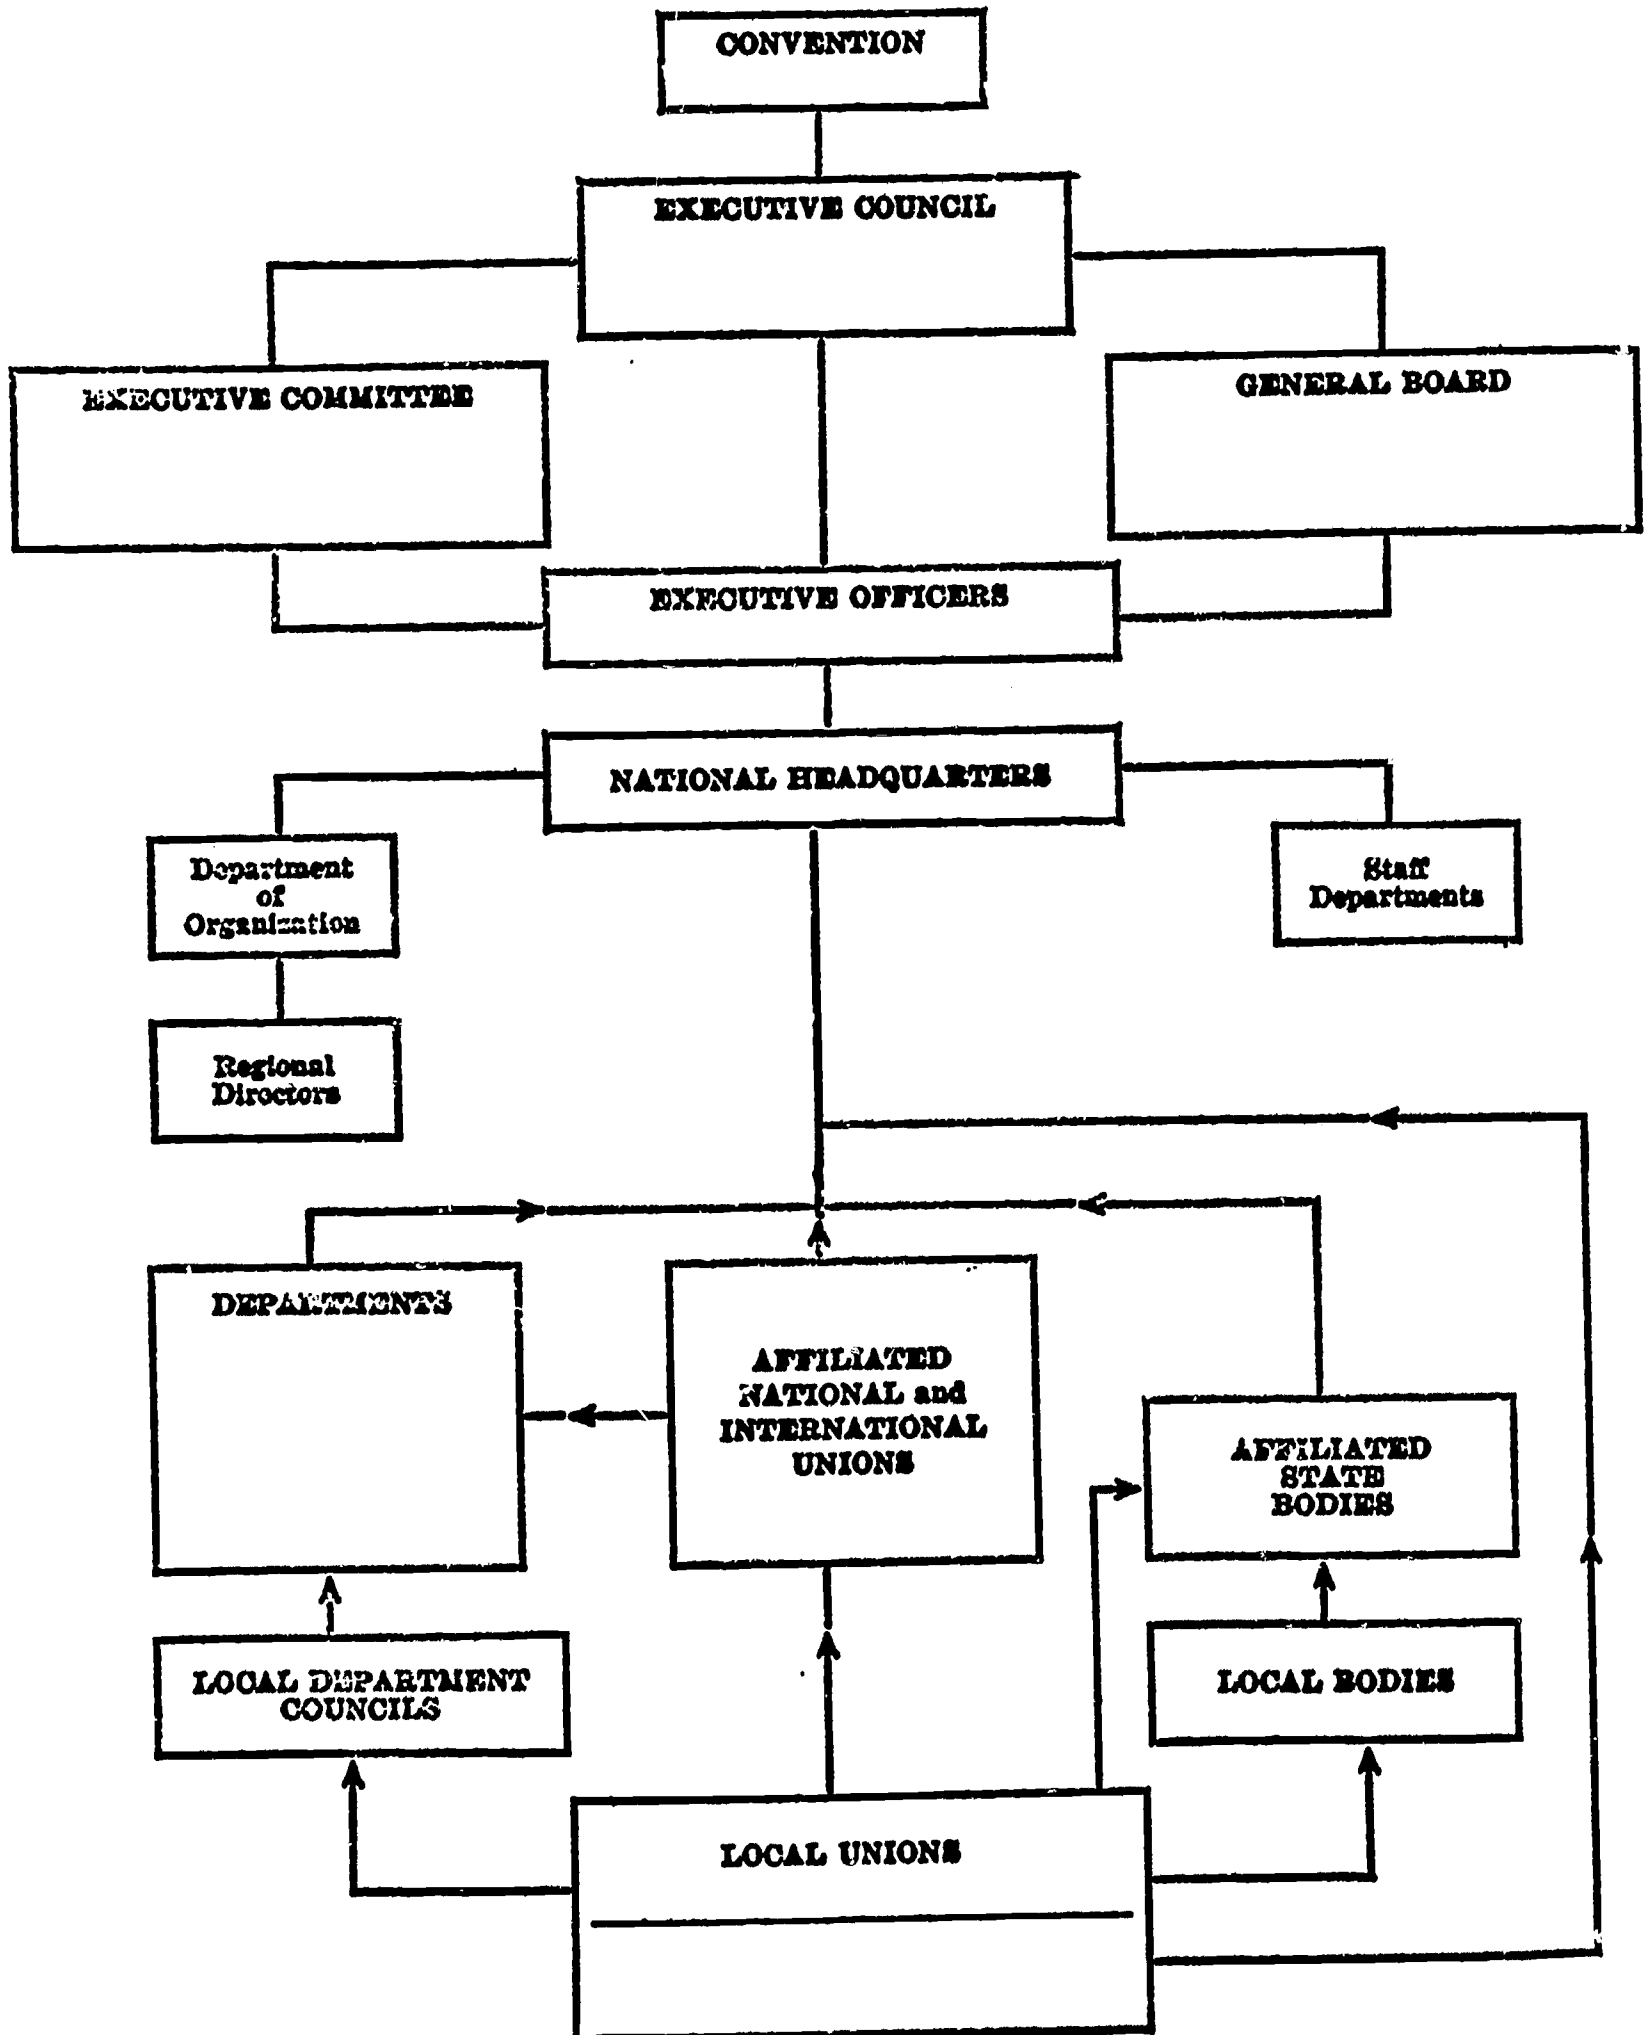 CONVENTION
EXECUTIVE COUNCIL
EXECUTIVE COMMITTEE
GENERAL BOARD
EXECUTIVE OFFICERS
NATIONAL HEADQUARTERS
Department
of
Organization
Staff
Departments
Regional
Directors
DEPARTMENTS
AFFILIATED
NATIONAL and
INTERNATIONAL
UNIONS
AFFILIATED
STATE
BODIES
LOCAL DEPARTMENT
COUNCILS
LOCAL BODIES
LOCAL UNIONS